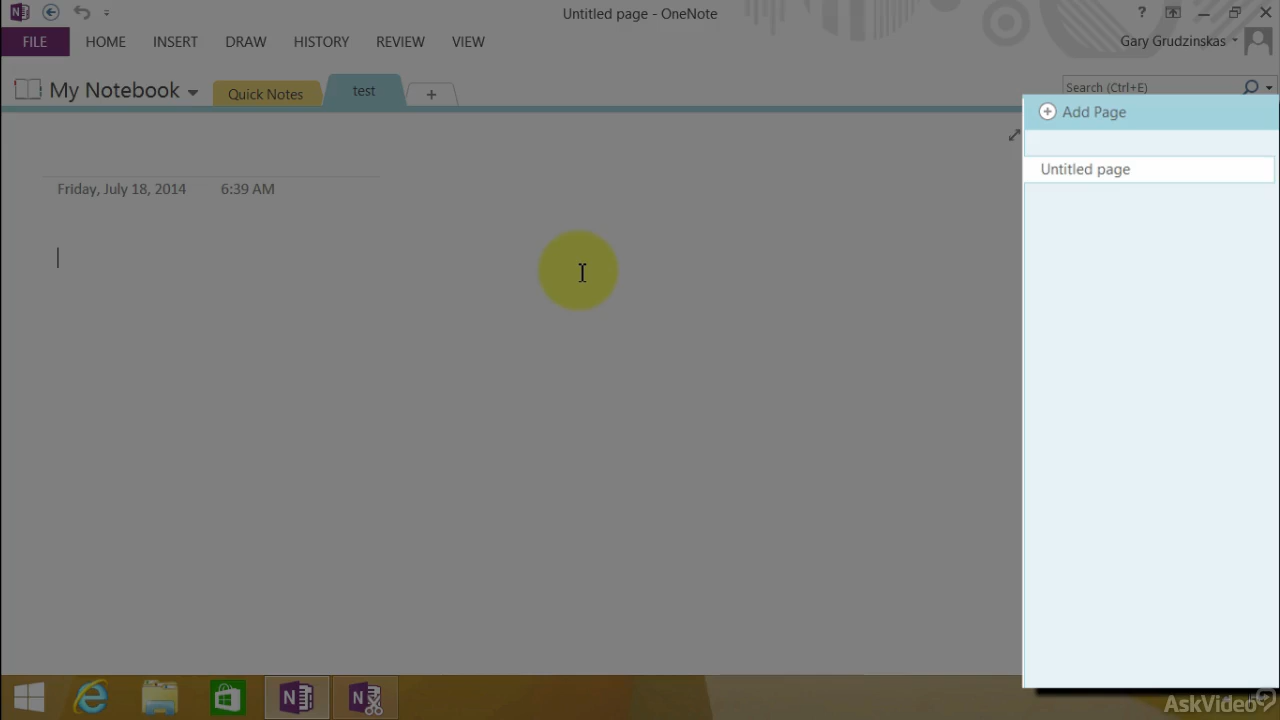 Untitled page - OneNote
?
FILE HOME INSERT DRAW HISTORY REVIEW VIEW
Gary Grudzinskas
My Notebook
Quick Notes
test
+
Search (Ctrl+E)
Add Page
Untitled page
Friday, July 18, 2014 6:39 AM
AskVideo